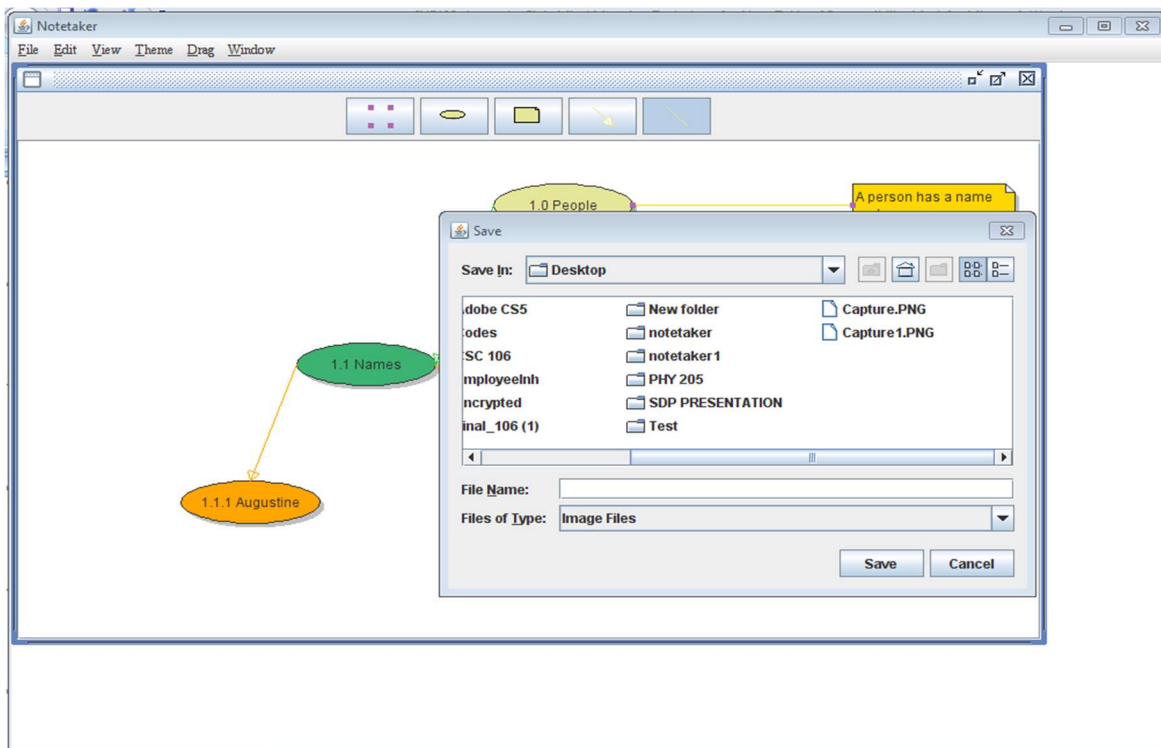 Notetaker
File Edit View Theme Drag Window
1.0 People
A person has a name
Save
Save In: Desktop
dobe CS5 New folder Capture.PNG
odes notetaker Capture1.PNG
SC 106 notetaker1
mployeeInh PHY 205
ncrypted SDP PRESENTATION
inal_106 (1) Test
1.1 Names
1.1.1 Augustine
File Name:
Files of Type: Image Files
Save Cancel